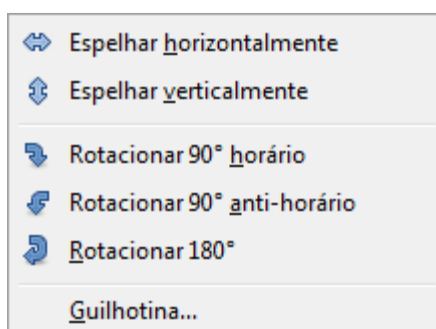 Espelhar horizontalmente
Espelhar verticalmente
Rotacionar 90° horário
Rotacionar 90° anti-horário
Rotacionar 180°
Guilhotina...